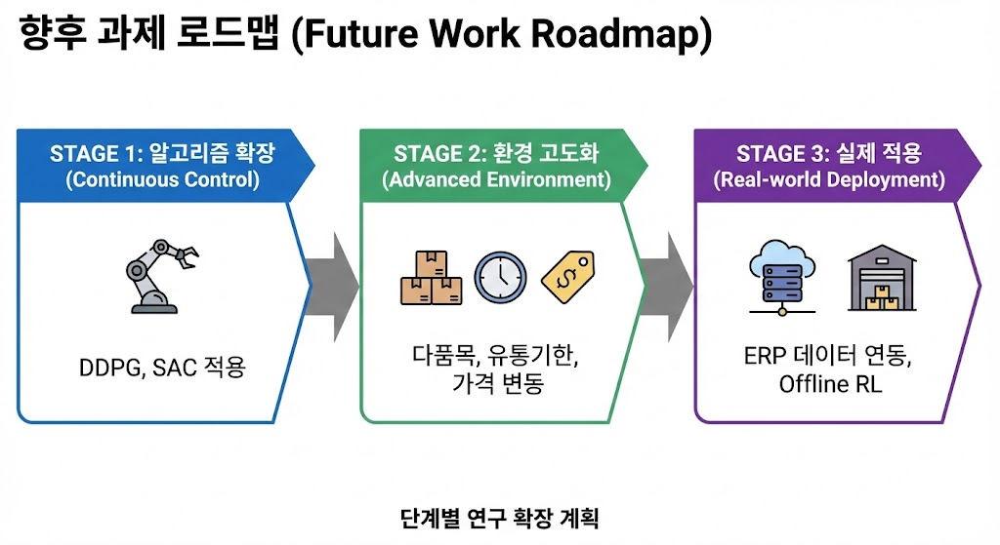 향후 과제 로드맵 (Future Work Roadmap)
STAGE 1: 알고리즘 확장
(Continuous Control)
DDPG, SAC 적용
STAGE 2: 환경 고도화
(Advanced Environment)
다품목, 유통기한,
가격 변동
STAGE 3: 실제 적용
(Real-world Deployment)
ERP 데이터 연동,
Offline RL
단계별 연구 확장 계획